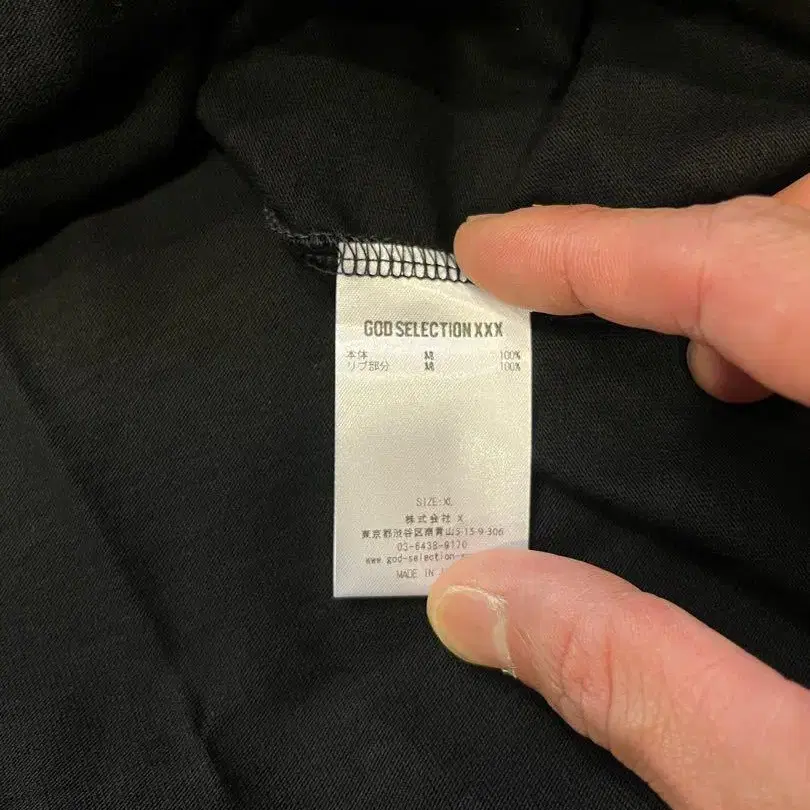 GOD SELECTION XXX
本体 綿 100%
リブ部分 綿 100%
SIZE:XL
株式会社 X
東京都渋谷区南青山5-15-9-306
03-6438-9170
www.god-selection-x
MADE IN